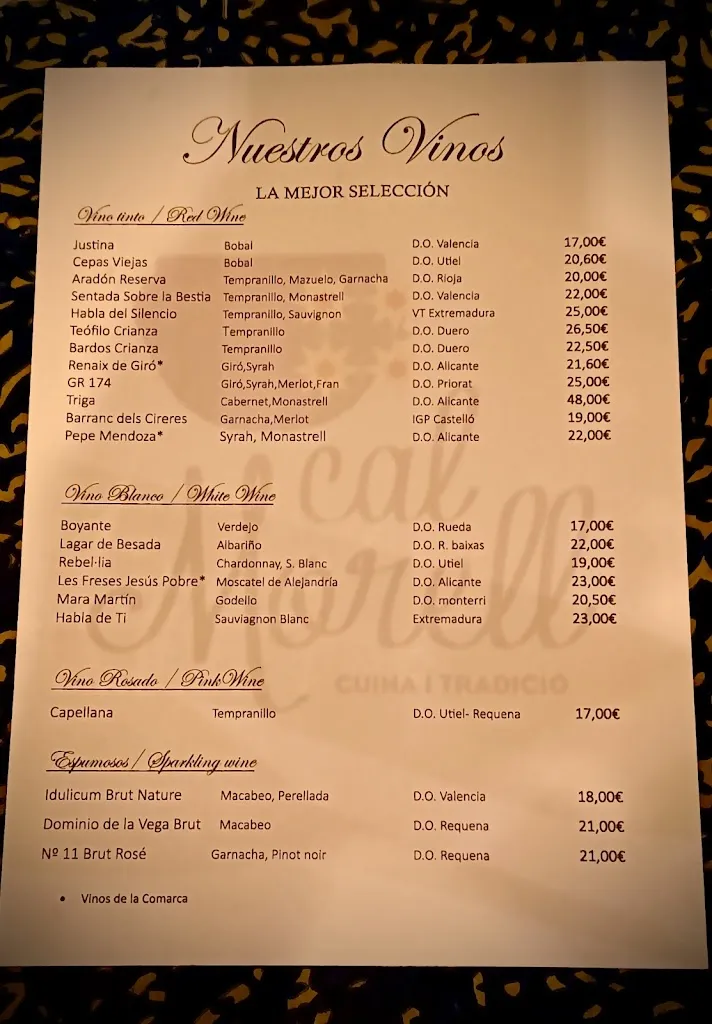 Nuestros Vinos
LA MEJOR SELECCIÓN
Vino tinto / Red Wine
Justina Bobal D.O. Valencia 17,00€
Cepas Viejas Bobal D.O. Utiel 20,60€
Aradón Reserva Tempranillo, Mazuelo, Garnacha D.O. Rioja 20,00€
Sentada Sobre la Bestia Tempranillo, Monastrell D.O. Valencia 22,00€
Habla del Silencio Tempranillo, Sauvignon VT Extremadura 25,00€
Teófilo Crianza Tempranillo D.O. Duero 26,50€
Bardos Crianza Tempranillo D.O. Duero 22,50€
Renaix de Giró* Giró,Syrah D.O. Alicante 21,60€
GR 174 Giró,Syrah,Merlot,Fran D.O. Priorat 25,00€
Triga Cabernet,Monastrell D.O. Alicante 48,00€
Barranc dels Cireres Garnacha,Merlot IGP Castelló 19,00€
Pepe Mendoza* Syrah, Monastrell D.O. Alicante 22,00€
Vino Blanco / White Wine
Boyante Verdejo D.O. Rueda 17,00€
Lagar de Besada Albariño D.O. R. baixas 22,00€
Rebel·lia Chardonnay, S. Blanc D.O. Utiel 19,00€
Les Freses Jesús Pobre* Moscatel de Alejandría D.O. Alicante 23,00€
Mara Martín Godello D.O. monterri 20,50€
Habla de Ti Sauviagnon Blanc Extremadura 23,00€
Vino Rosado / Pink Wine
Capellana Tempranillo D.O. Utiel- Requena 17,00€
Espumosos / Sparkling wine
Idulicum Brut Nature Macabeo, Perellada D.O. Valencia 18,00€
Dominio de la Vega Brut Macabeo D.O. Requena 21,00€
Nº 11 Brut Rosé Garnacha, Pinot noir D.O. Requena 21,00€
• Vinos de la Comarca
cal
Morell
CUINA I TRADICIÓ